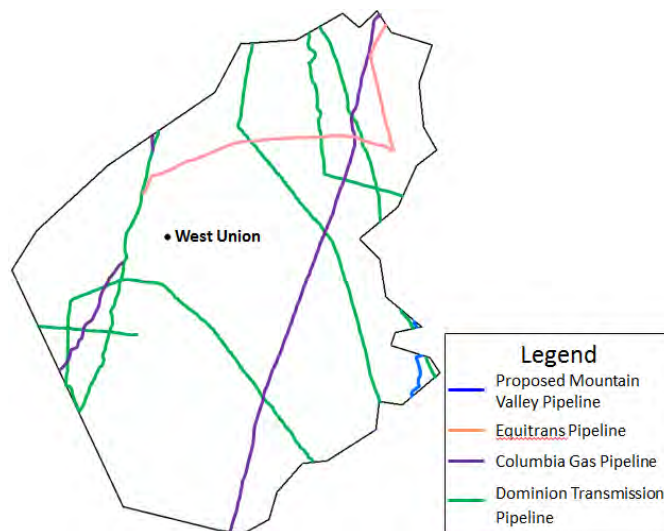 West Union
Legend
Proposed Mountain
Valley Pipeline
Equitrans Pipeline
Columbia Gas Pipeline
Dominion Transmission
Pipeline